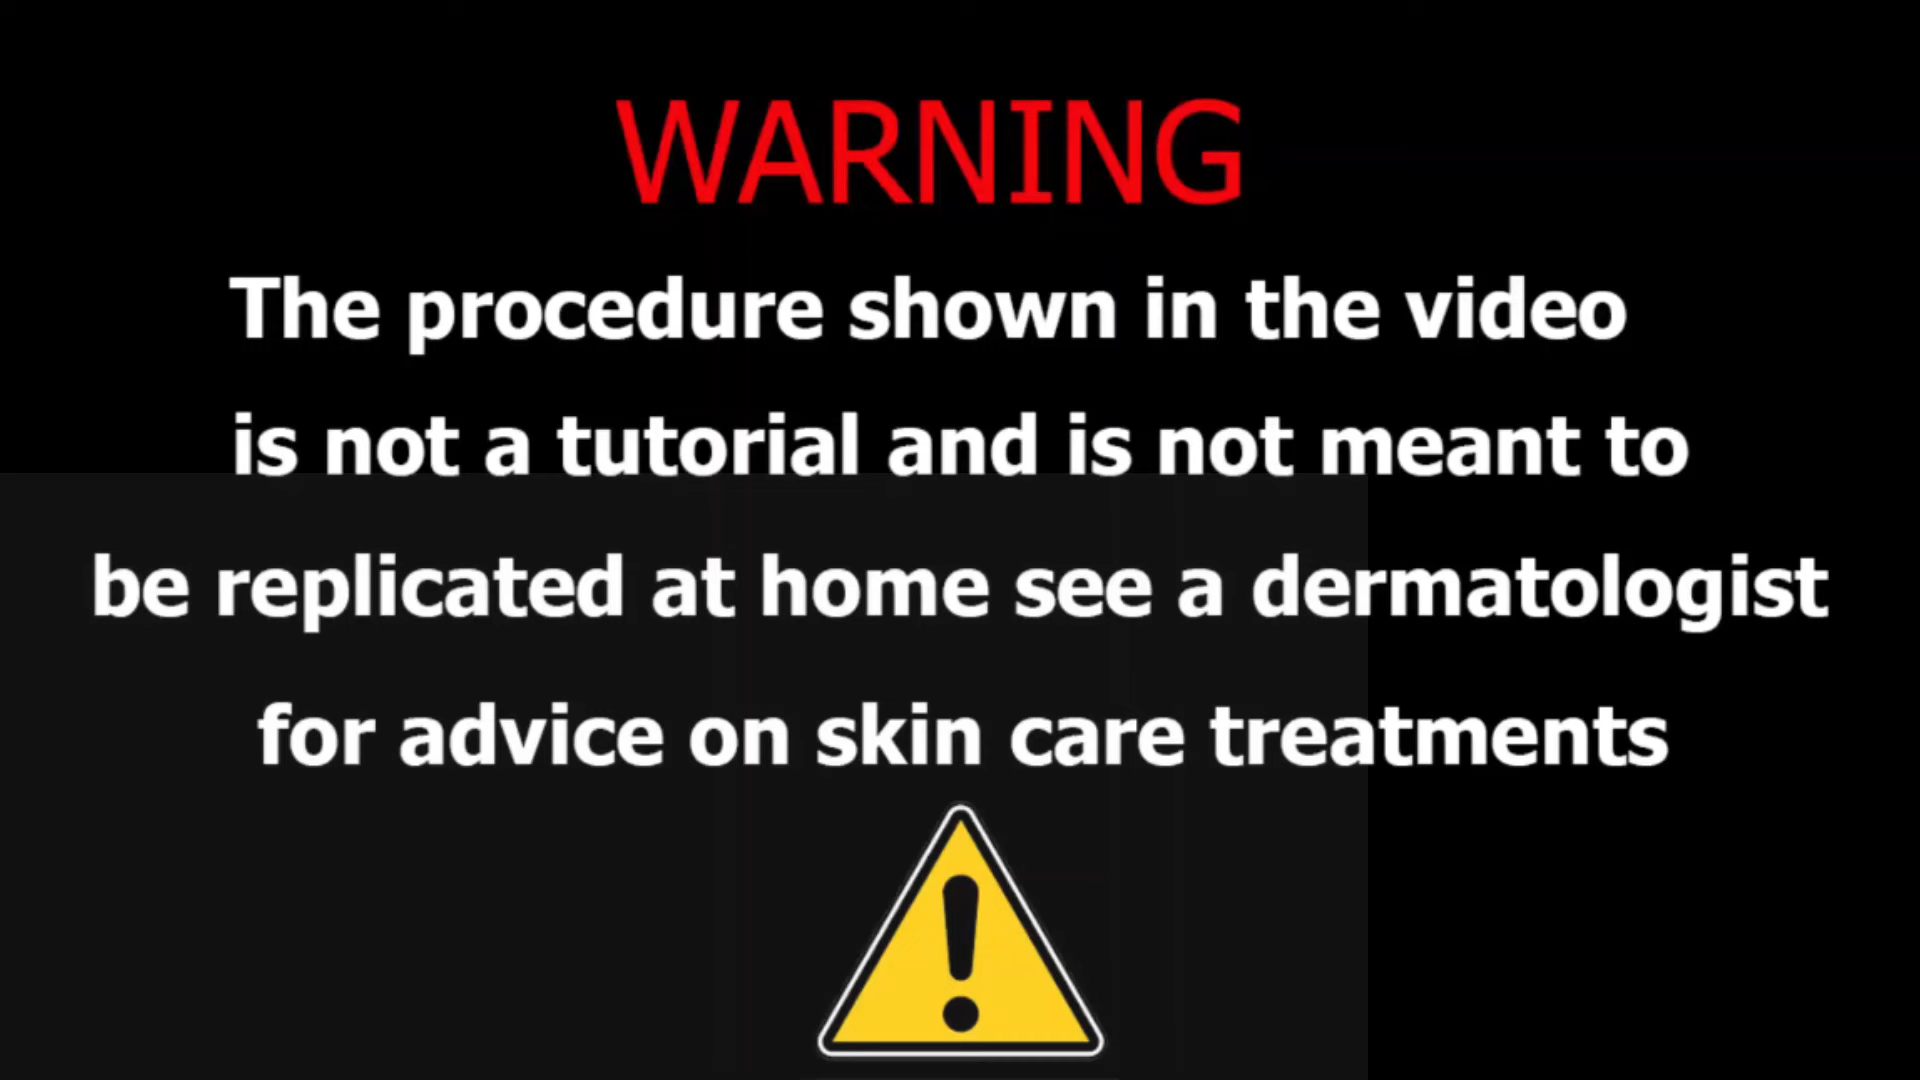 WARNING
The procedure shown in the video
is not a tutorial and is not meant to
be replicated at home see a dermatologist
for advice on skin care treatments